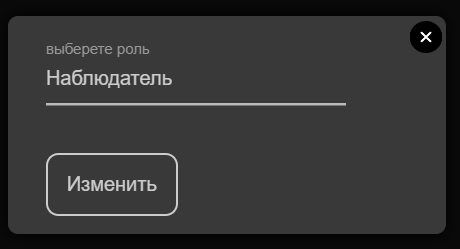 выберете роль
Наблюдатель
Изменить